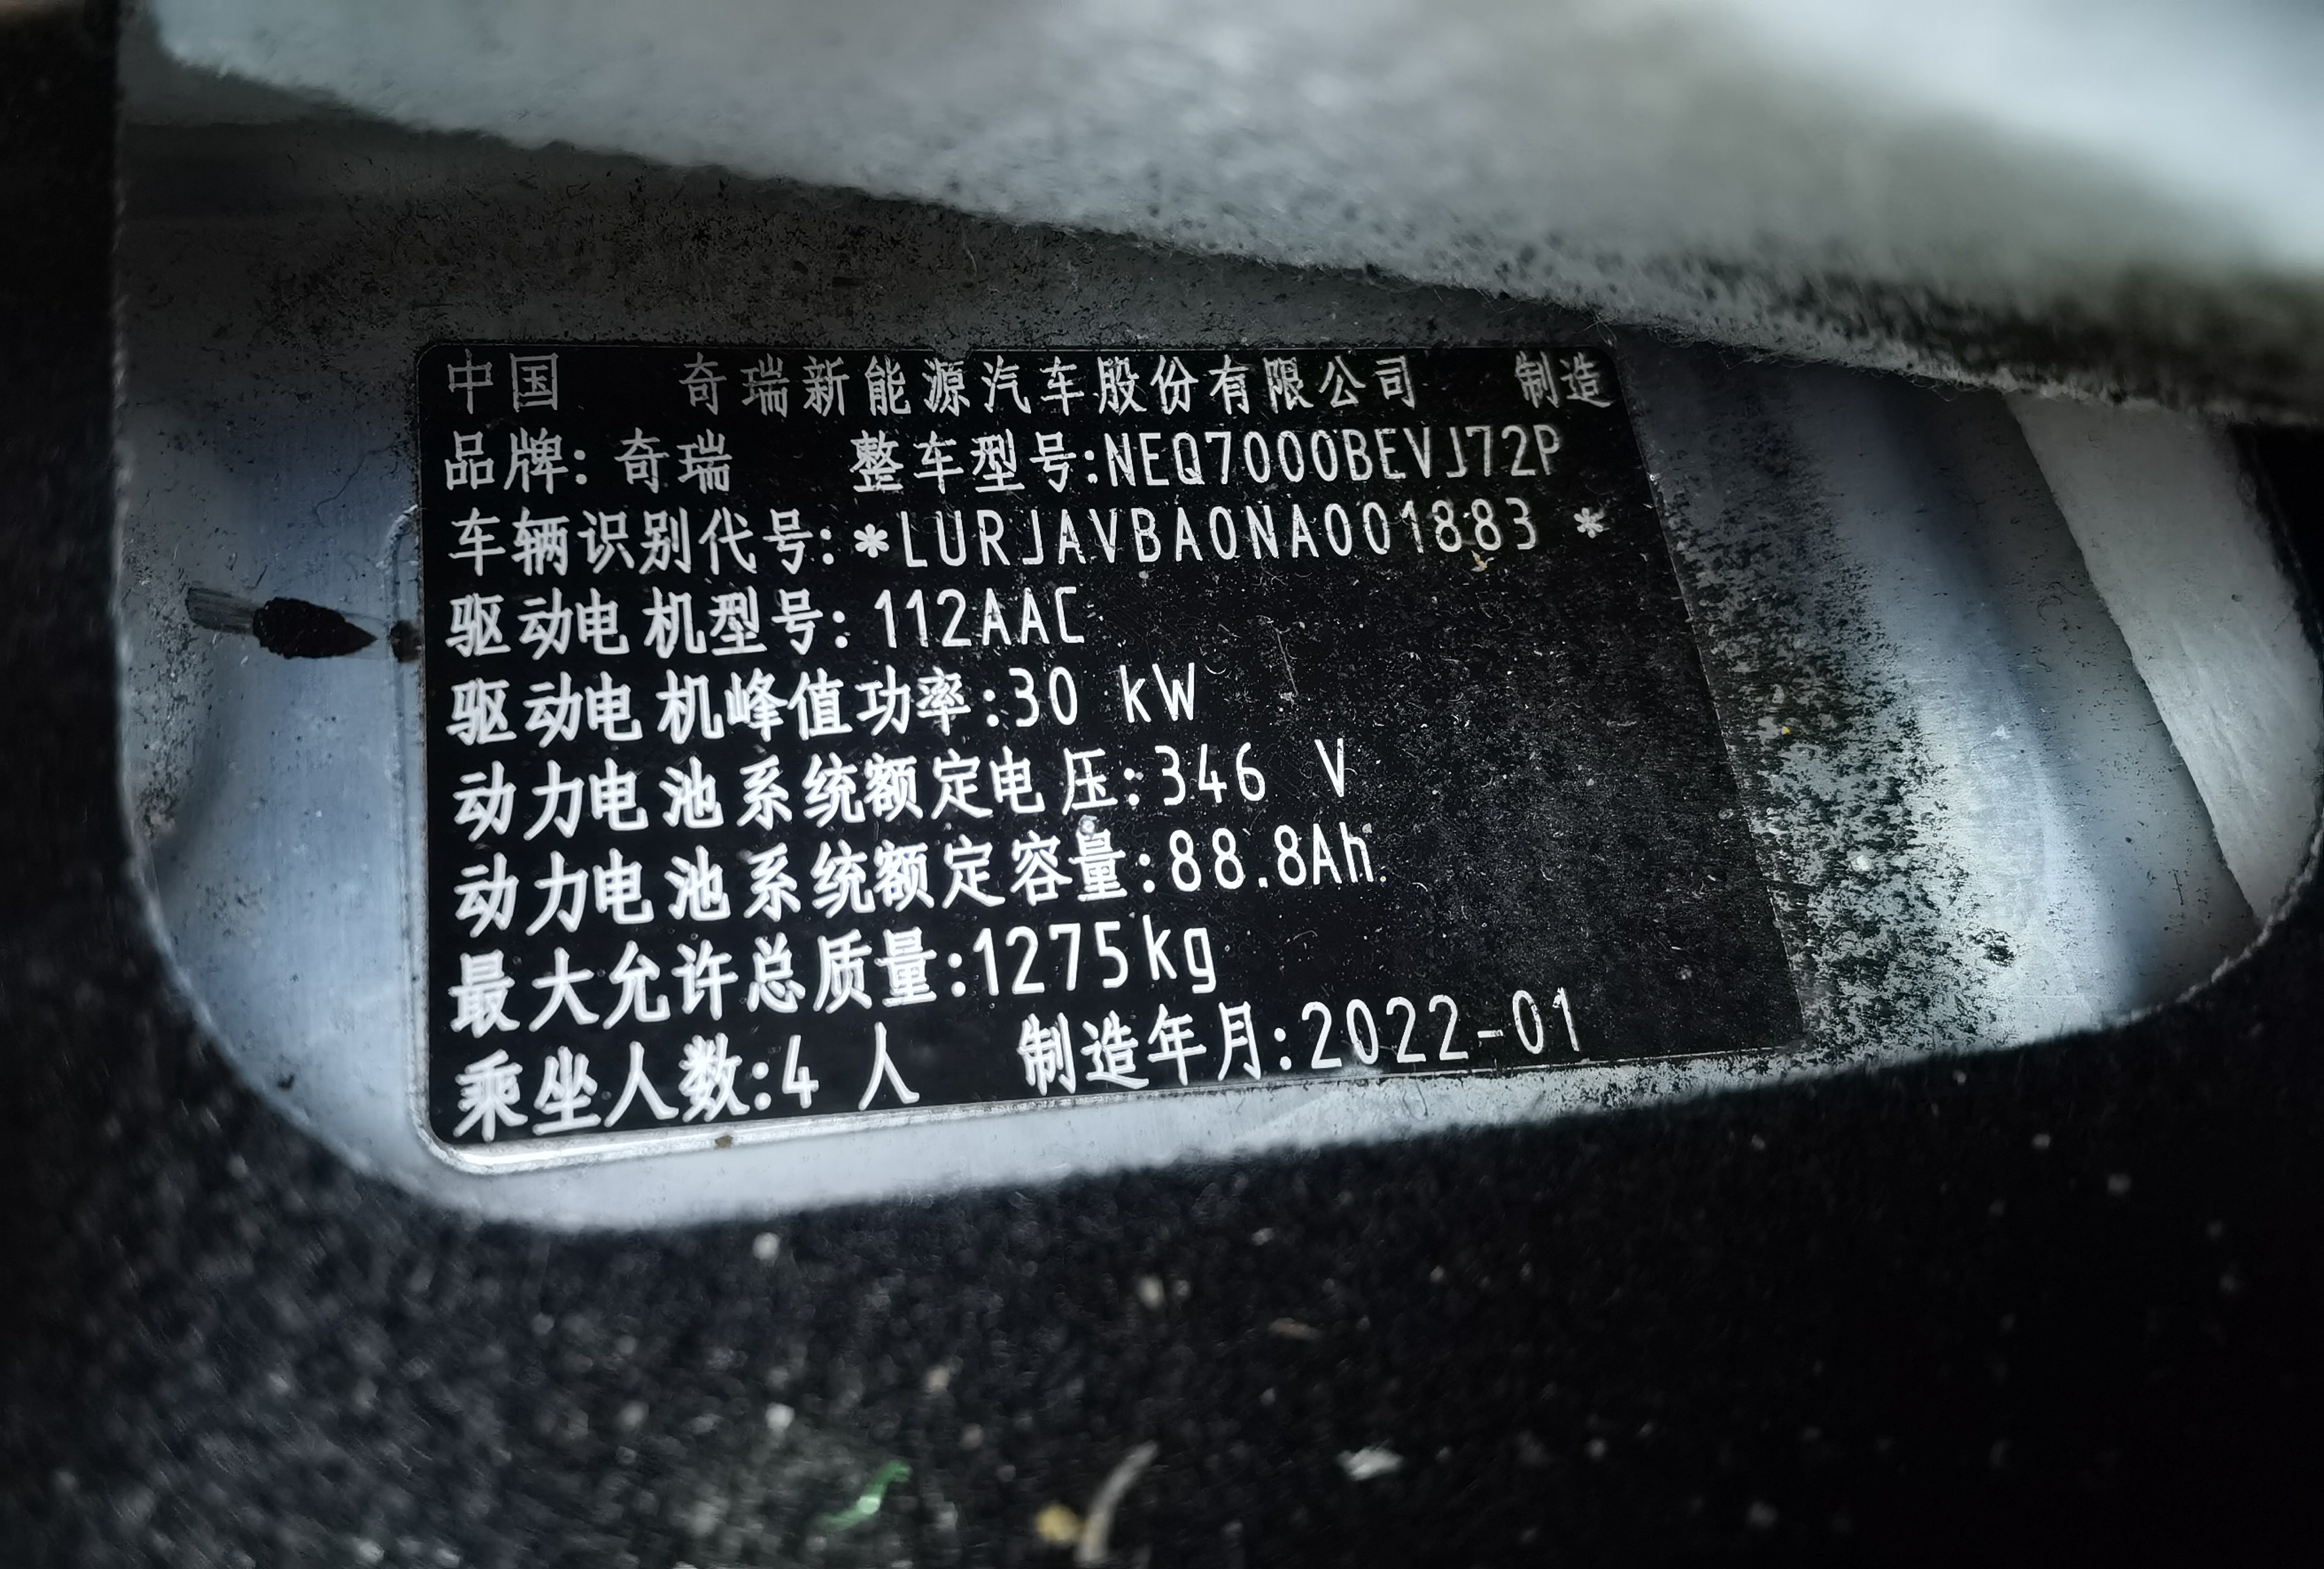 中国 奇瑞新能源汽车股份有限公司 制造
品牌: 奇瑞 整车型号:NEQ7000BEVJ72P
车辆识别代号: *LURJAVBA0NA001883 *
驱动电机型号: 112AAC
驱动电机峰值功率:30 kW
动力电池系统额定电压:346 V
动力电池系统额定容量:88.8Ah
最大允许总质量:1275kg
乘坐人数:4 人 制造年月:2022-01